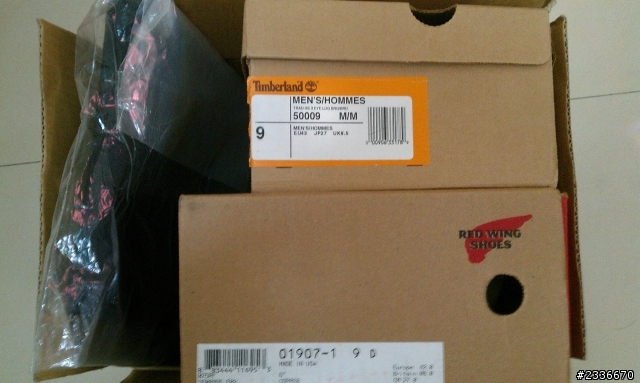 Timberland
MEN'S/HOMMES
50009 M/M
9
MEN'S/HOMMES
EU43 JP27 UK8.5
RED WING
SHOES
01907-1 9 D
MADE IN USA
#2336670